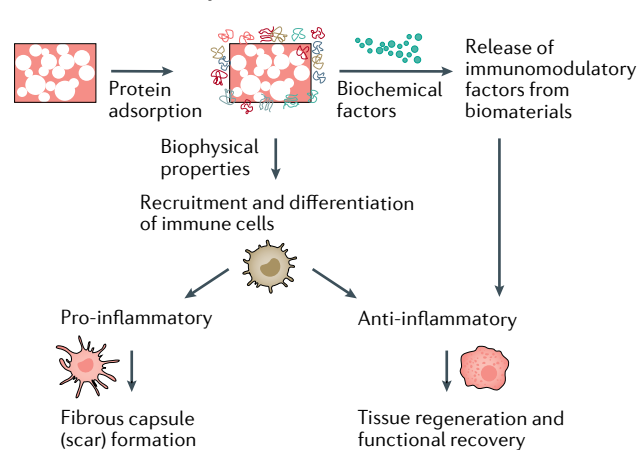 Protein
adsorption
Biochemical
factors
Release of
immunomodulatory
factors from
biomaterials
Biophysical
properties
Recruitment and differentiation
of immune cells
Pro-inflammatory
Anti-inflammatory
Fibrous capsule
(scar) formation
Tissue regeneration and
functional recovery